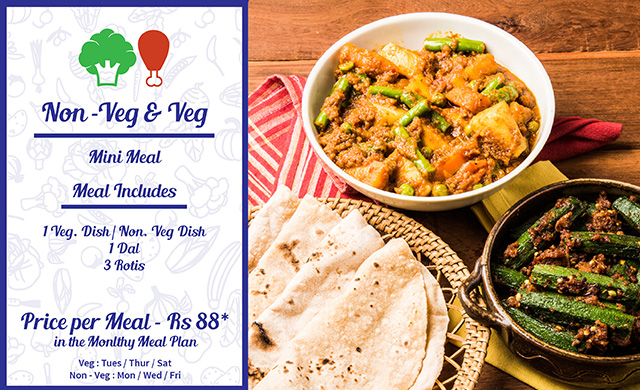 Non -Veg & Veg
Mini Meal
Meal Includes
1 Veg. Dish / Non. Veg Dish
1 Dal
3 Rotis
Price per Meal - Rs 88*
in the Monlthy Meal Plan
Veg : Tues / Thur / Sat
Non - Veg : Mon / Wed / Fri